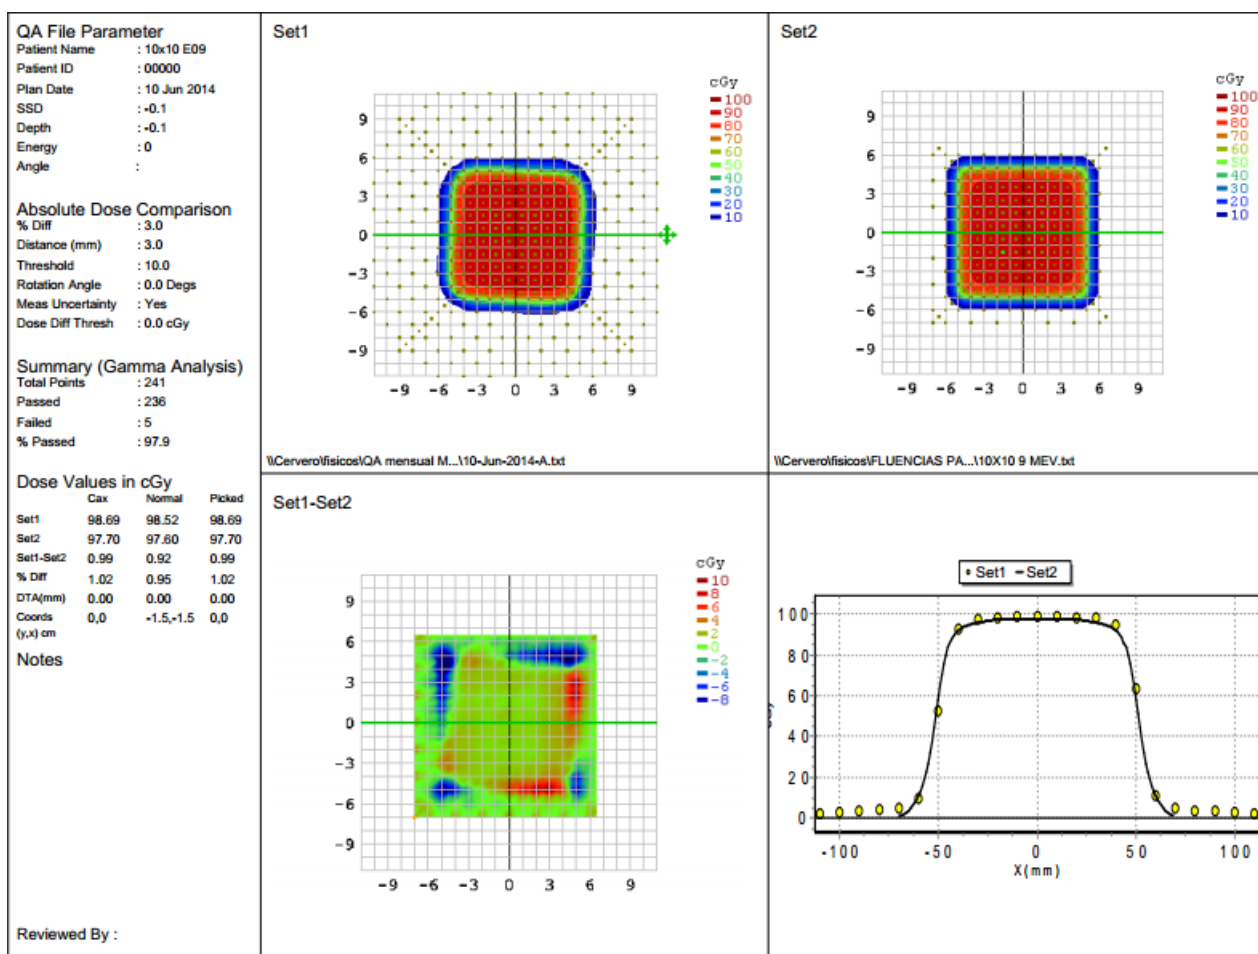 QA File Parameter
Patient Name : 10x10 E09
Patient ID : 00000
Plan Date : 10 Jun 2014
SSD : -0.1
Depth : -0.1
Energy : 0
Angle :
Absolute Dose Comparison
% Diff : 3.0
Distance (mm) : 3.0
Threshold : 10.0
Rotation Angle : 0.0 Degs
Meas Uncertainty : Yes
Dose Diff Thresh : 0.0 cGy
Summary (Gamma Analysis)
Total Points : 241
Passed : 236
Failed : 5
% Passed : 97.9
Dose Values in cGy
Cax Normal Picked
Set1 98.69 98.52 98.69
Set2 97.70 97.60 97.70
Set1-Set2 0.99 0.92 0.99
% Diff 1.02 0.95 1.02
DTA(mm) 0.00 0.00 0.00
Coords 0,0 -1.5,-1.5 0,0
(y,x) cm
Notes
Reviewed By :
Set1
cGy
100
90
80
70
60
50
40
30
20
10
9
6
3
0
-3
-6
-9
-9 -6 -3 0 3 6 9
\\Cervero\fisicos\QA mensual M...\10-Jun-2014-A.txt
Set2
cGy
100
90
80
70
60
50
40
30
20
10
9
6
3
0
-3
-6
-9
-9 -6 -3 0 3 6 9
\\Cervero\fisicos\FLUENCIAS PA...\10X10 9 MEV.txt
Set1-Set2
cGy
10
8
6
4
2
0
-2
-4
-6
-8
9
6
3
0
-3
-6
-9
-9 -6 -3 0 3 6 9
Set1 Set2
100
80
60
40
20
0
-100 -50 0 50 100
X(mm)